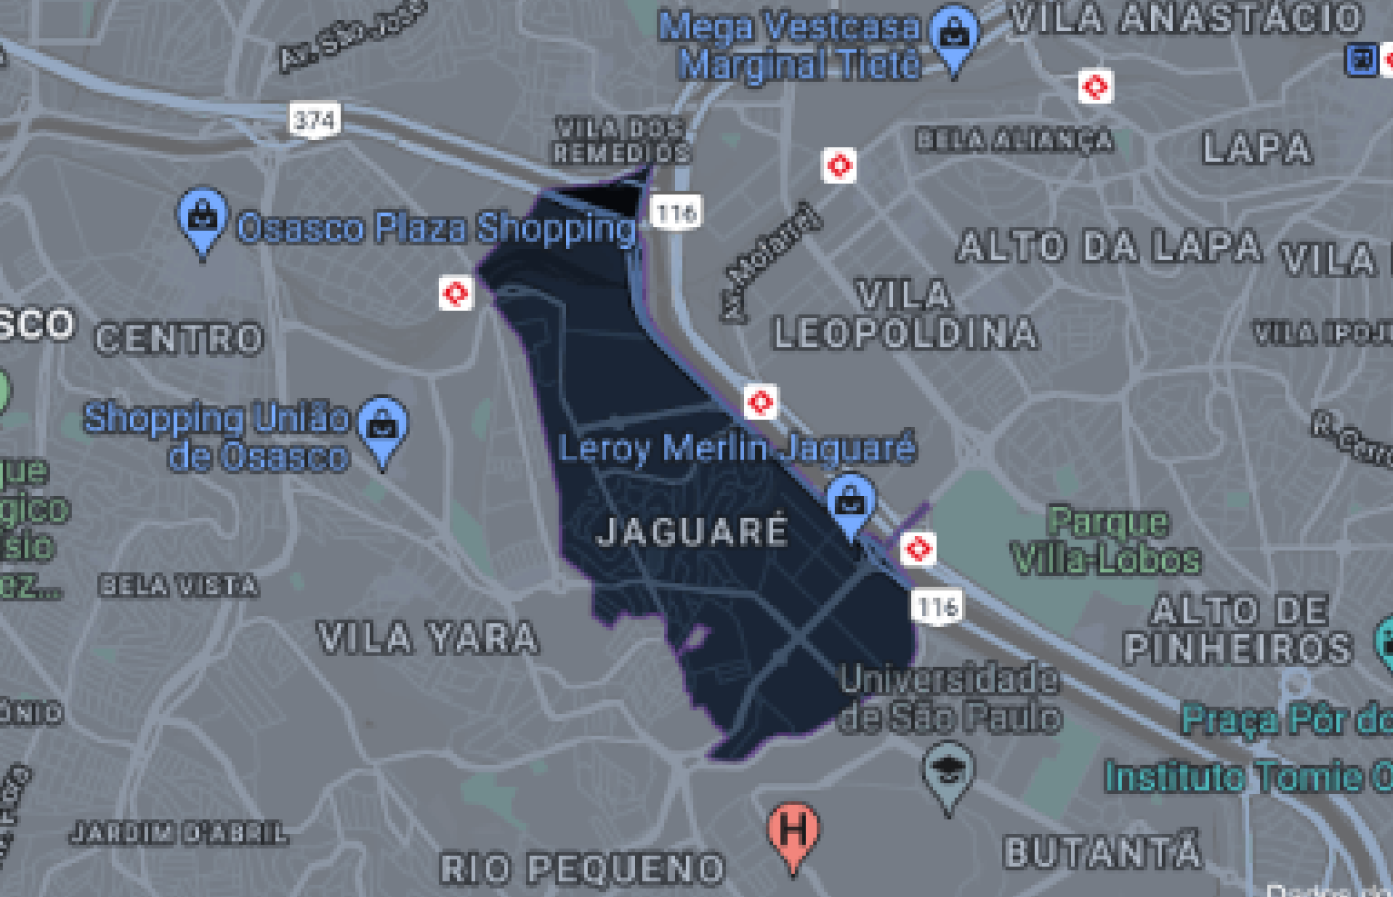 Av. São José
Mega Vestcasa
Marginal Tietê
VILA ANASTÁCIO
374
VILA DOS
REMÉDIOS
BELA ALIANÇA
LAPA
116
Osasco Plaza Shopping
Av. Mofarrej
ALTO DA LAPA
VILA
VILA
LEOPOLDINA
SCO
CENTRO
VILA IPOJ
Shopping União
de Osasco
Leroy Merlin Jaguaré
que
gico
ísio
ez...
JAGUARÉ
Parque
Villa-Lobos
BELA VISTA
116
ALTO DE
PINHEIROS
VILA YARA
Universidade
de São Paulo
ÔNIO
Praça Pôr do
Instituto Tomie O
JARDIM D'ABRIL
H
BUTANTÃ
RIO PEQUENO